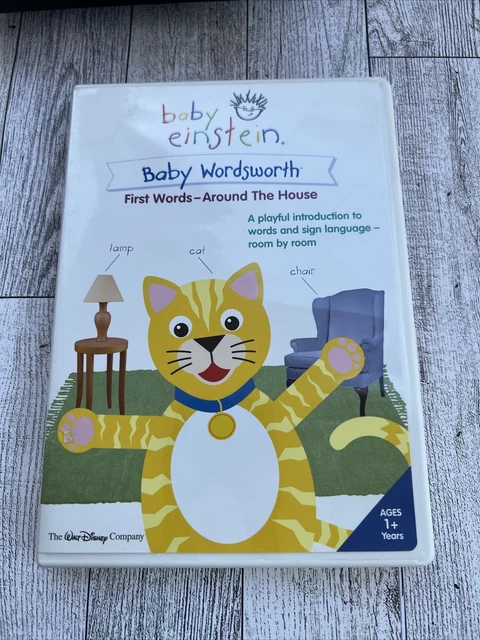 baby
einstein.
Baby Wordsworth
First Words–Around The House
A playful introduction to
words and sign language –
room by room
lamp
cat
chair
AGES
1+
Years
The Walt Disney Company